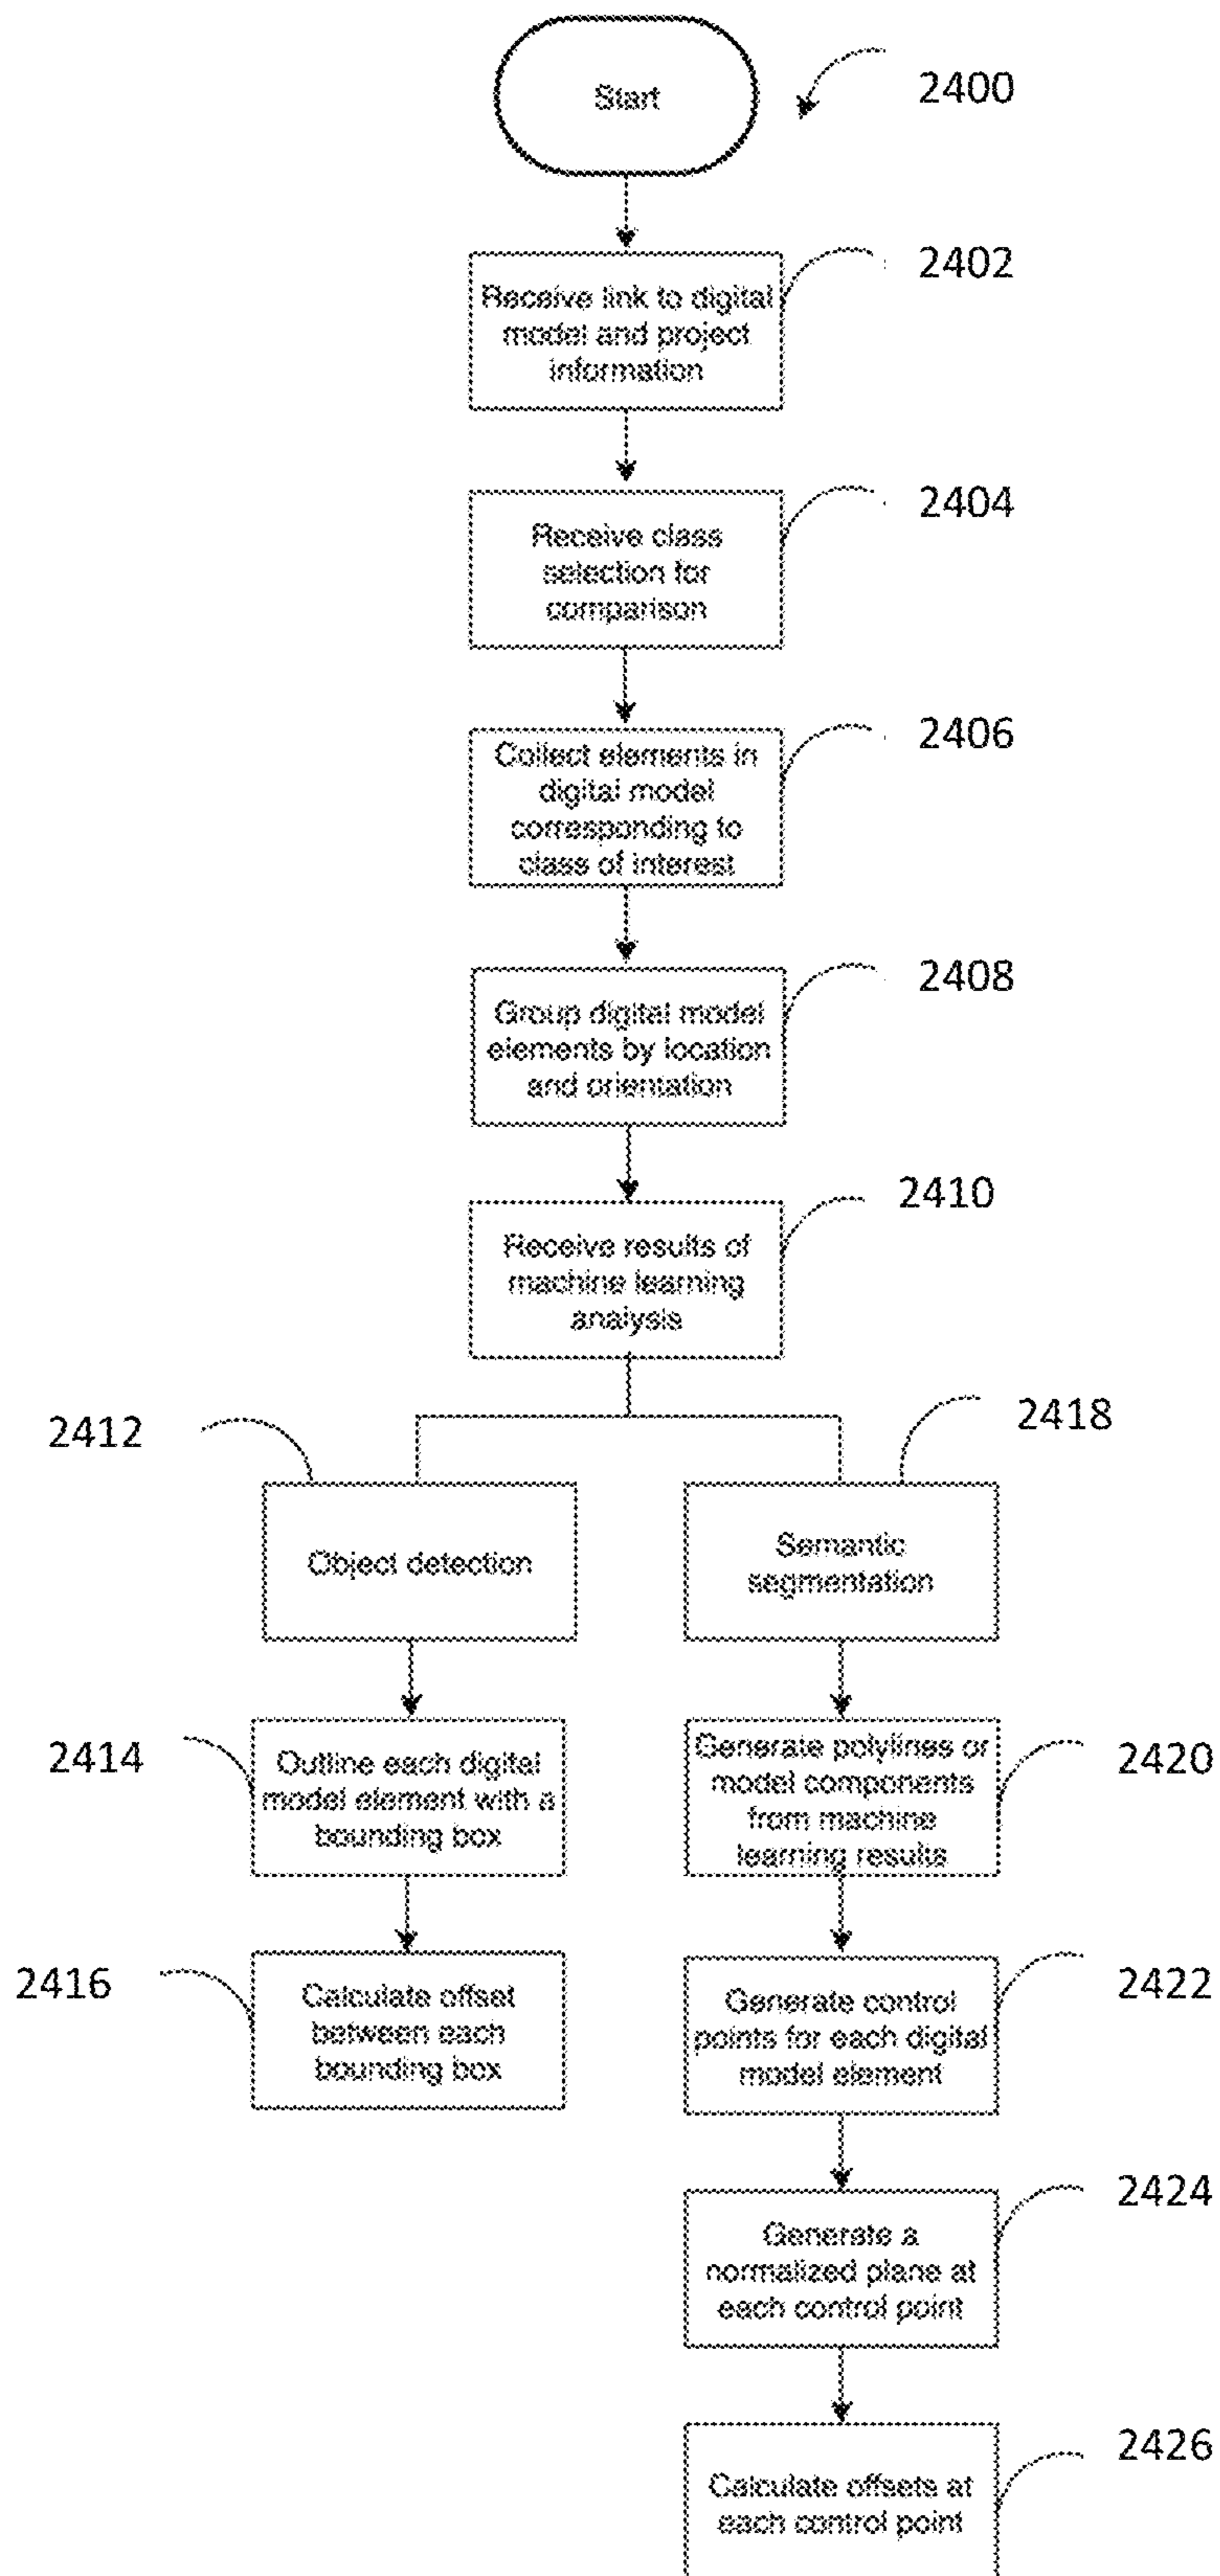 Start
2400
2402
Receive link to digital
model and project
information
2404
Receive class
selection for
comparison
2406
Collect elements in
digital model
corresponding to
class of interest
2408
Group digital model
elements by location
and orientation
2410
Receive results of
machine learning
analysis
2412
2418
Object detection
Semantic
segmentation
2414
Outline each digital
model element with a
bounding box
Generate polylines or
model components
from machine
learning results
2420
2416
Calculate offset
between each
bounding box
Generate control
points for each digital
model element
2422
2424
Generate a
normalized plane at
each control point
2426
Calculate offsets at
each control point